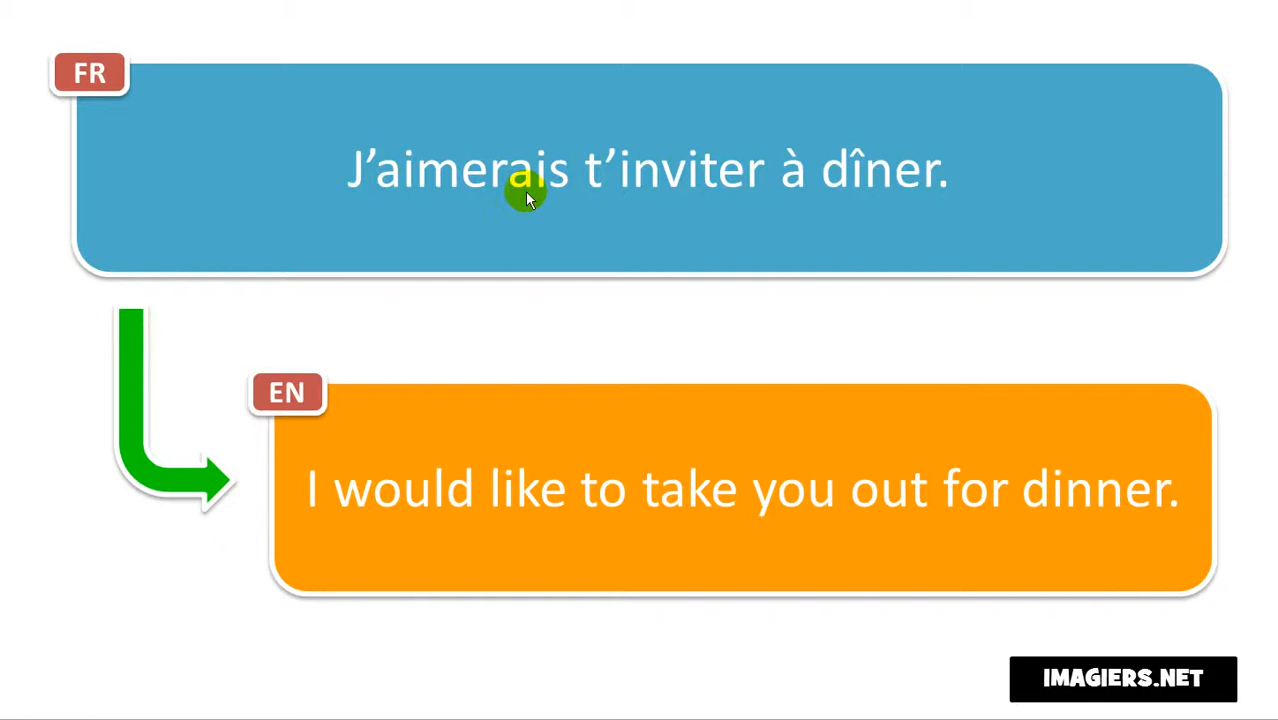 FR
J’aimerais t’inviter à dîner.
EN
I would like to take you out for dinner.
IMAGIERS.NET